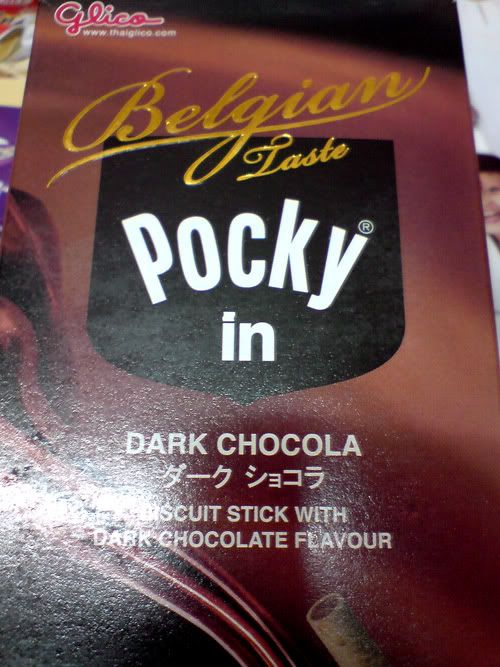 Glico
www.thaiglico.com
Belgian
Taste
Pocky®
in
DARK CHOCOLA
ダーク ショコラ
BISCUIT STICK WITH
DARK CHOCOLATE FLAVOUR